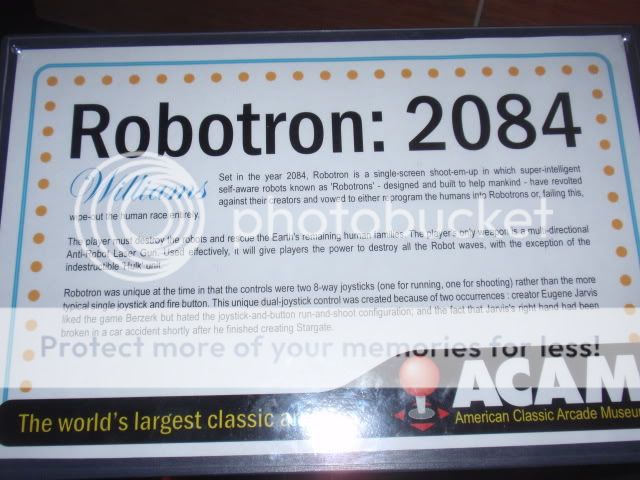 Robotron: 2084
Williams
Set in the year 2084, Robotron is a single-screen shoot-em-up in which super-intelligent
self-aware robots known as 'Robotrons' - designed and built to help mankind - have revolted
against their creators and vowed to either reprogram the humans into Robotrons or, failing this,
wipe-out the human race entirely.
photobucket
The player must destroy the robots and rescue the Earth's remaining human families. The player's only weapon is a multi-directional
Anti-Robot Laser Gun. Used effectively, it will give players the power to destroy all the Robot waves, with the exception of the
indestructible 'Hulk' unit.
Robotron was unique at the time in that the controls were two 8-way joysticks (one for running, one for shooting) rather than the more
typical single joystick and fire button. This unique dual-joystick control was created because of two occurrences : creator Eugene Jarvis
liked the game Berzerk but hated the joystick-and-button run-and-shoot configuration; and the fact that Jarvis's right hand had been
broken in a car accident shortly after he finished creating Stargate.
Protect more of your memories for less!
ACAM
The world's largest classic a
American Classic Arcade Museu